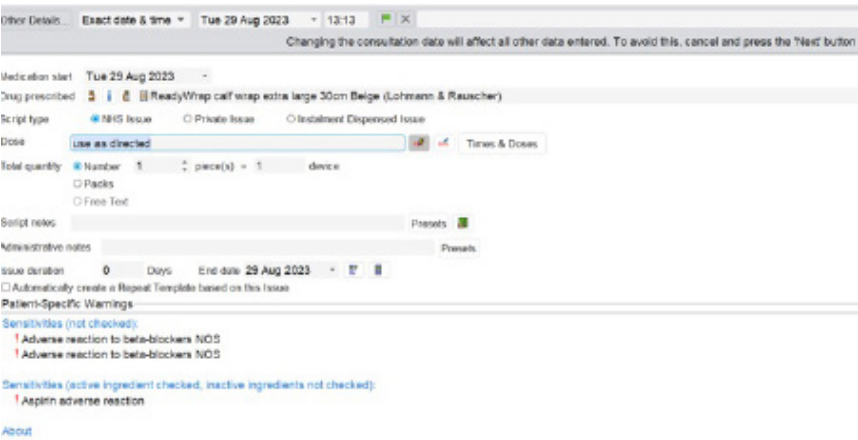 Other Details... Exact date & time Tue 29 Aug 2023 13:13
Changing the consultation date will affect all other data entered. To avoid this, cancel and press the 'Next' button
Medication start Tue 29 Aug 2023
Drug prescribed ReadyWrap calf wrap extra large 30cm Beige (Lohmann & Rauscher)
Script type NHS Issue Private Issue Instalment Dispensed Issue
Dose use as directed Times & Doses
Total quantity Number 1 piece(s) = 1 device
Packs
Free Text
Script notes Presets
Administrative notes Presets
Issue duration 0 Days End date 29 Aug 2023
Automatically create a Repeat Template based on this Issue
Patient-Specific Warnings
Sensitivities (not checked):
! Adverse reaction to beta-blockers NOS
! Adverse reaction to beta-blockers NOS
Sensitivities (active ingredient checked, inactive ingredients not checked):
! Aspirin adverse reaction
About